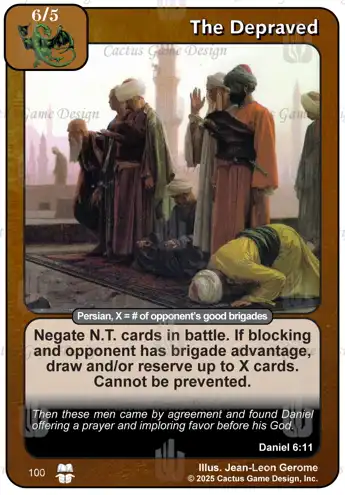 6/5
The Depraved
Cactus Game Design
Persian, X = # of opponent's good brigades
Negate N.T. cards in battle. If blocking
and opponent has brigade advantage,
draw and/or reserve up to X cards.
Cannot be prevented.
Then these men came by agreement and found Daniel
offering a prayer and imploring favor before his God.
Daniel 6:11
100
Illus. Jean-Leon Gerome
© 2025 Cactus Game Design, Inc.